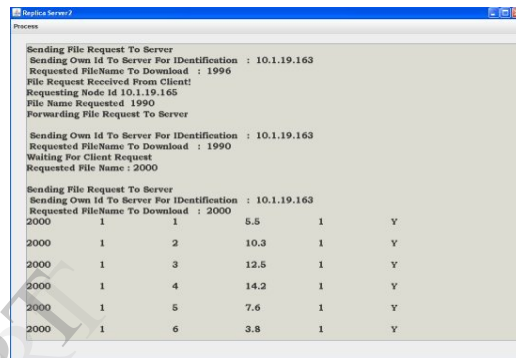 Replica Server2
Process
Sending File Request To Server
Sending Own Id To Server For IDentification : 10.1.19.163
Requested FileName To Download : 1996
File Request Received From Client!
Requesting Node Id 10.1.19.165
File Name Requested 1990
Forwarding File Request To Server
Sending Own Id To Server For IDentification : 10.1.19.163
Requested FileName To Download : 1990
Waiting For Client Request
Requested File Name : 2000
Sending File Request To Server
Sending Own Id To Server For IDentification : 10.1.19.163
Requested FileName To Download : 2000
2000 1 1 5.5 1 Y
2000 1 2 10.3 1 Y
2000 1 3 12.5 1 Y
2000 1 4 14.2 1 Y
2000 1 5 7.6 1 Y
2000 1 6 3.8 1 Y